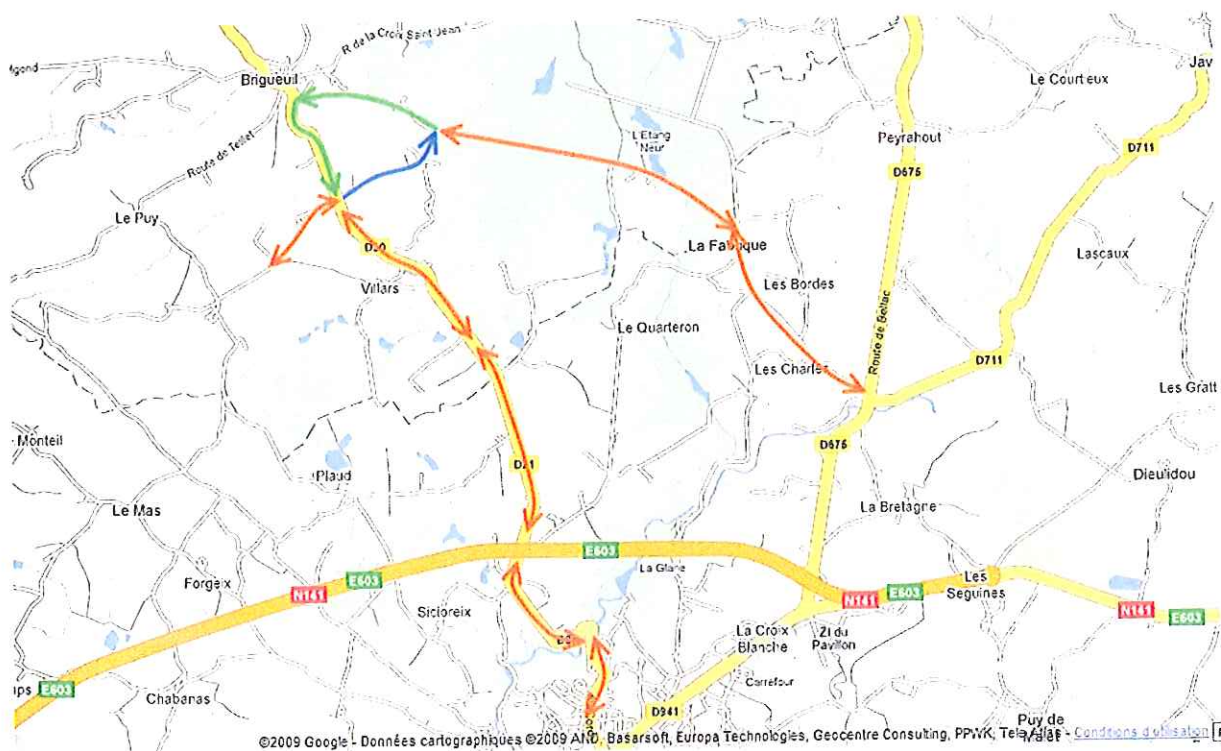 R de la Croix Saint Jean
Brigueuil
Le Courtieux
Jav
L'Etang
Neuf
Peyrahout
D711
Route de Teillet
D675
Le Puy
La Fabrique
Lascaux
Villars
Les Bordes
Le Quarteron
Route de Bellac
D711
Les Charles
Les Gratt
Monteil
D675
Plaud
D21
Dieulidou
Le Mas
La Bretagne
E603
La Glane
Forgeix
E603
N141
Les
Seguines
N141
E603
N141
E603
Sicioreix
La Croix
Blanche
ZI du
Pavillon
E603
Chabanas
Carrefour
D941
Puy de
©2009 Google - Données cartographiques ©2009 AND, Basarsoft, Europa Technologies, Geocentre Consulting, PPWK, Tele Atlas - Conditions d'utilisation